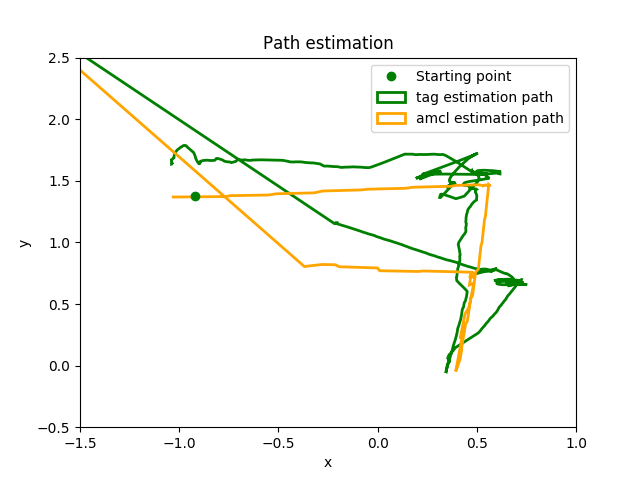 Path estimation
Starting point
tag estimation path
amcl estimation path
2.5
2.0
1.5
1.0
0.5
0.0
−0.5
y
−1.5
−1.0
−0.5
0.0
0.5
1.0
x